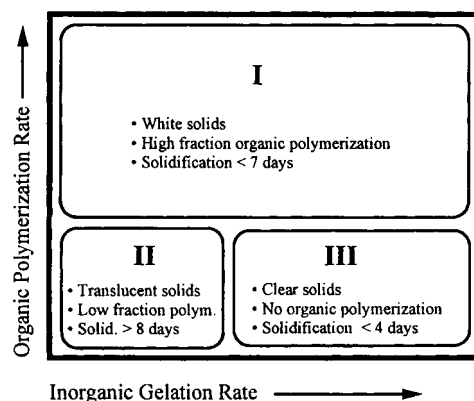 Organic Polymerization Rate
I
• White solids
• High fraction organic polymerization
• Solidification < 7 days
II
• Translucent solids
• Low fraction polym.
• Solid. > 8 days
III
• Clear solids
• No organic polymerization
• Solidification < 4 days
Inorganic Gelation Rate